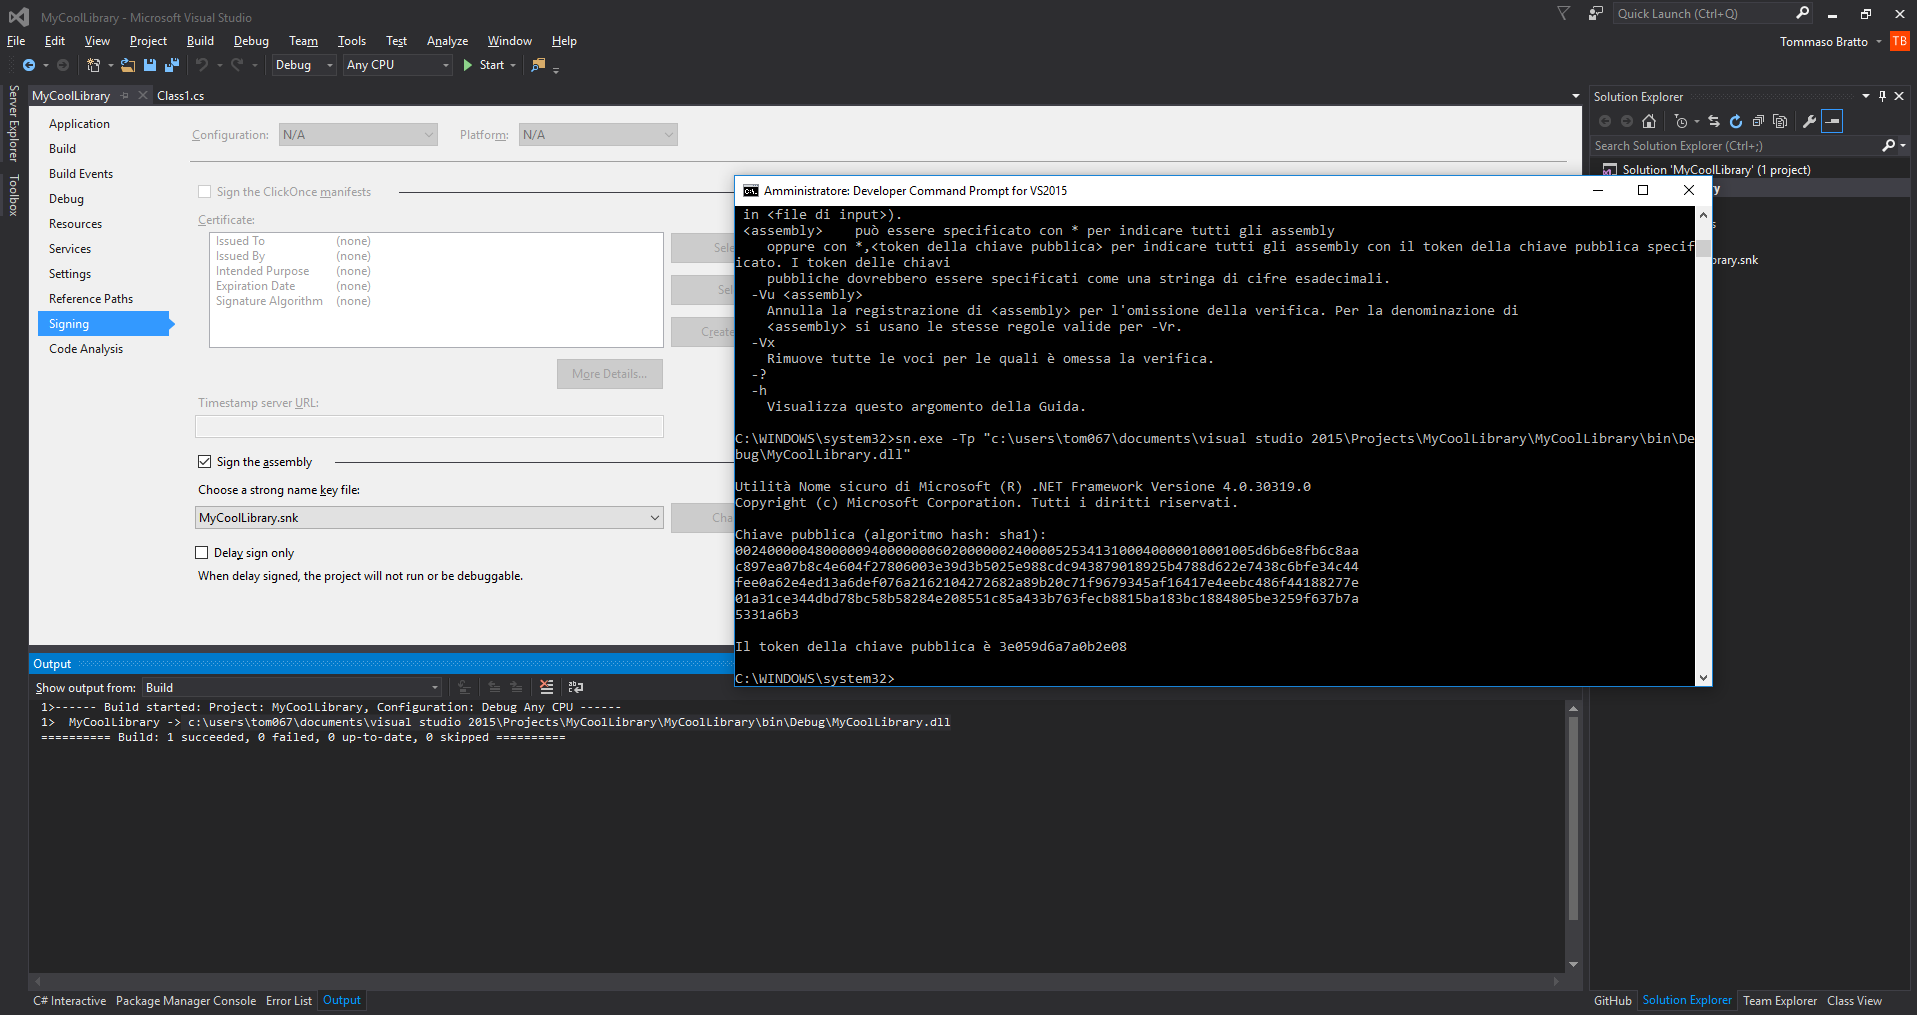 MyCoolLibrary - Microsoft Visual Studio
Quick Launch (Ctrl+Q)
File Edit View Project Build Debug Team Tools Test Analyze Window Help
Tommaso Bratto TB
Debug Any CPU Start
Server Explorer
Toolbox
MyCoolLibrary Class1.cs
Application
Build
Build Events
Debug
Resources
Services
Settings
Reference Paths
Signing
Code Analysis
Configuration: N/A Platform: N/A
Sign the ClickOnce manifests
Certificate:
Issued To (none)
Issued By (none)
Intended Purpose (none)
Expiration Date (none)
Signature Algorithm (none)
More Details...
Timestamp server URL:
Sign the assembly
Choose a strong name key file:
MyCoolLibrary.snk
Delay sign only
When delay signed, the project will not run or be debuggable.
Amministratore: Developer Command Prompt for VS2015
in <file di input>).
<assembly> può essere specificato con * per indicare tutti gli assembly
oppure con *,<token della chiave pubblica> per indicare tutti gli assembly con il token della chiave pubblica specif
icato. I token delle chiavi
pubbliche dovrebbero essere specificati come una stringa di cifre esadecimali.
-Vu <assembly>
Annulla la registrazione di <assembly> per l'omissione della verifica. Per la denominazione di
<assembly> si usano le stesse regole valide per -Vr.
-Vx
Rimuove tutte le voci per le quali è omessa la verifica.
-?
-h
Visualizza questo argomento della Guida.
C:\WINDOWS\system32>sn.exe -Tp "c:\users\tom067\documents\visual studio 2015\Projects\MyCoolLibrary\MyCoolLibrary\bin\De
bug\MyCoolLibrary.dll"
Utilità Nome sicuro di Microsoft (R) .NET Framework Versione 4.0.30319.0
Copyright (c) Microsoft Corporation. Tutti i diritti riservati.
Chiave pubblica (algoritmo hash: sha1):
0024000004800000940000000602000000240000525341310004000001000100​5d6b6e8fb6c8aa
c897ea07b8c4e604f27806003e39d3b5025e988cdc943879018925b4788d622e7438c6bfe34c44
fee0a62e4ed13a6def076a2162104272682a89b20c71f9679345af16417e4eebc486f44188277e
01a31ce344dbd78bc58b58284e208551c85a433b763fecb8815ba183bc1884805be3259f637b7a
5331a6b3
Il token della chiave pubblica è 3e059d6a7a0b2e08
C:\WINDOWS\system32>
Solution Explorer
Search Solution Explorer (Ctrl+;)
Solution 'MyCoolLibrary' (1 project)
Output
Show output from: Build
1>------ Build started: Project: MyCoolLibrary, Configuration: Debug Any CPU ------
1> MyCoolLibrary -> c:\users\tom067\documents\visual studio 2015\Projects\MyCoolLibrary\MyCoolLibrary\bin\Debug\MyCoolLibrary.dll
========== Build: 1 succeeded, 0 failed, 0 up-to-date, 0 skipped ==========
C# Interactive Package Manager Console Error List Output
GitHub Solution Explorer Team Explorer Class View